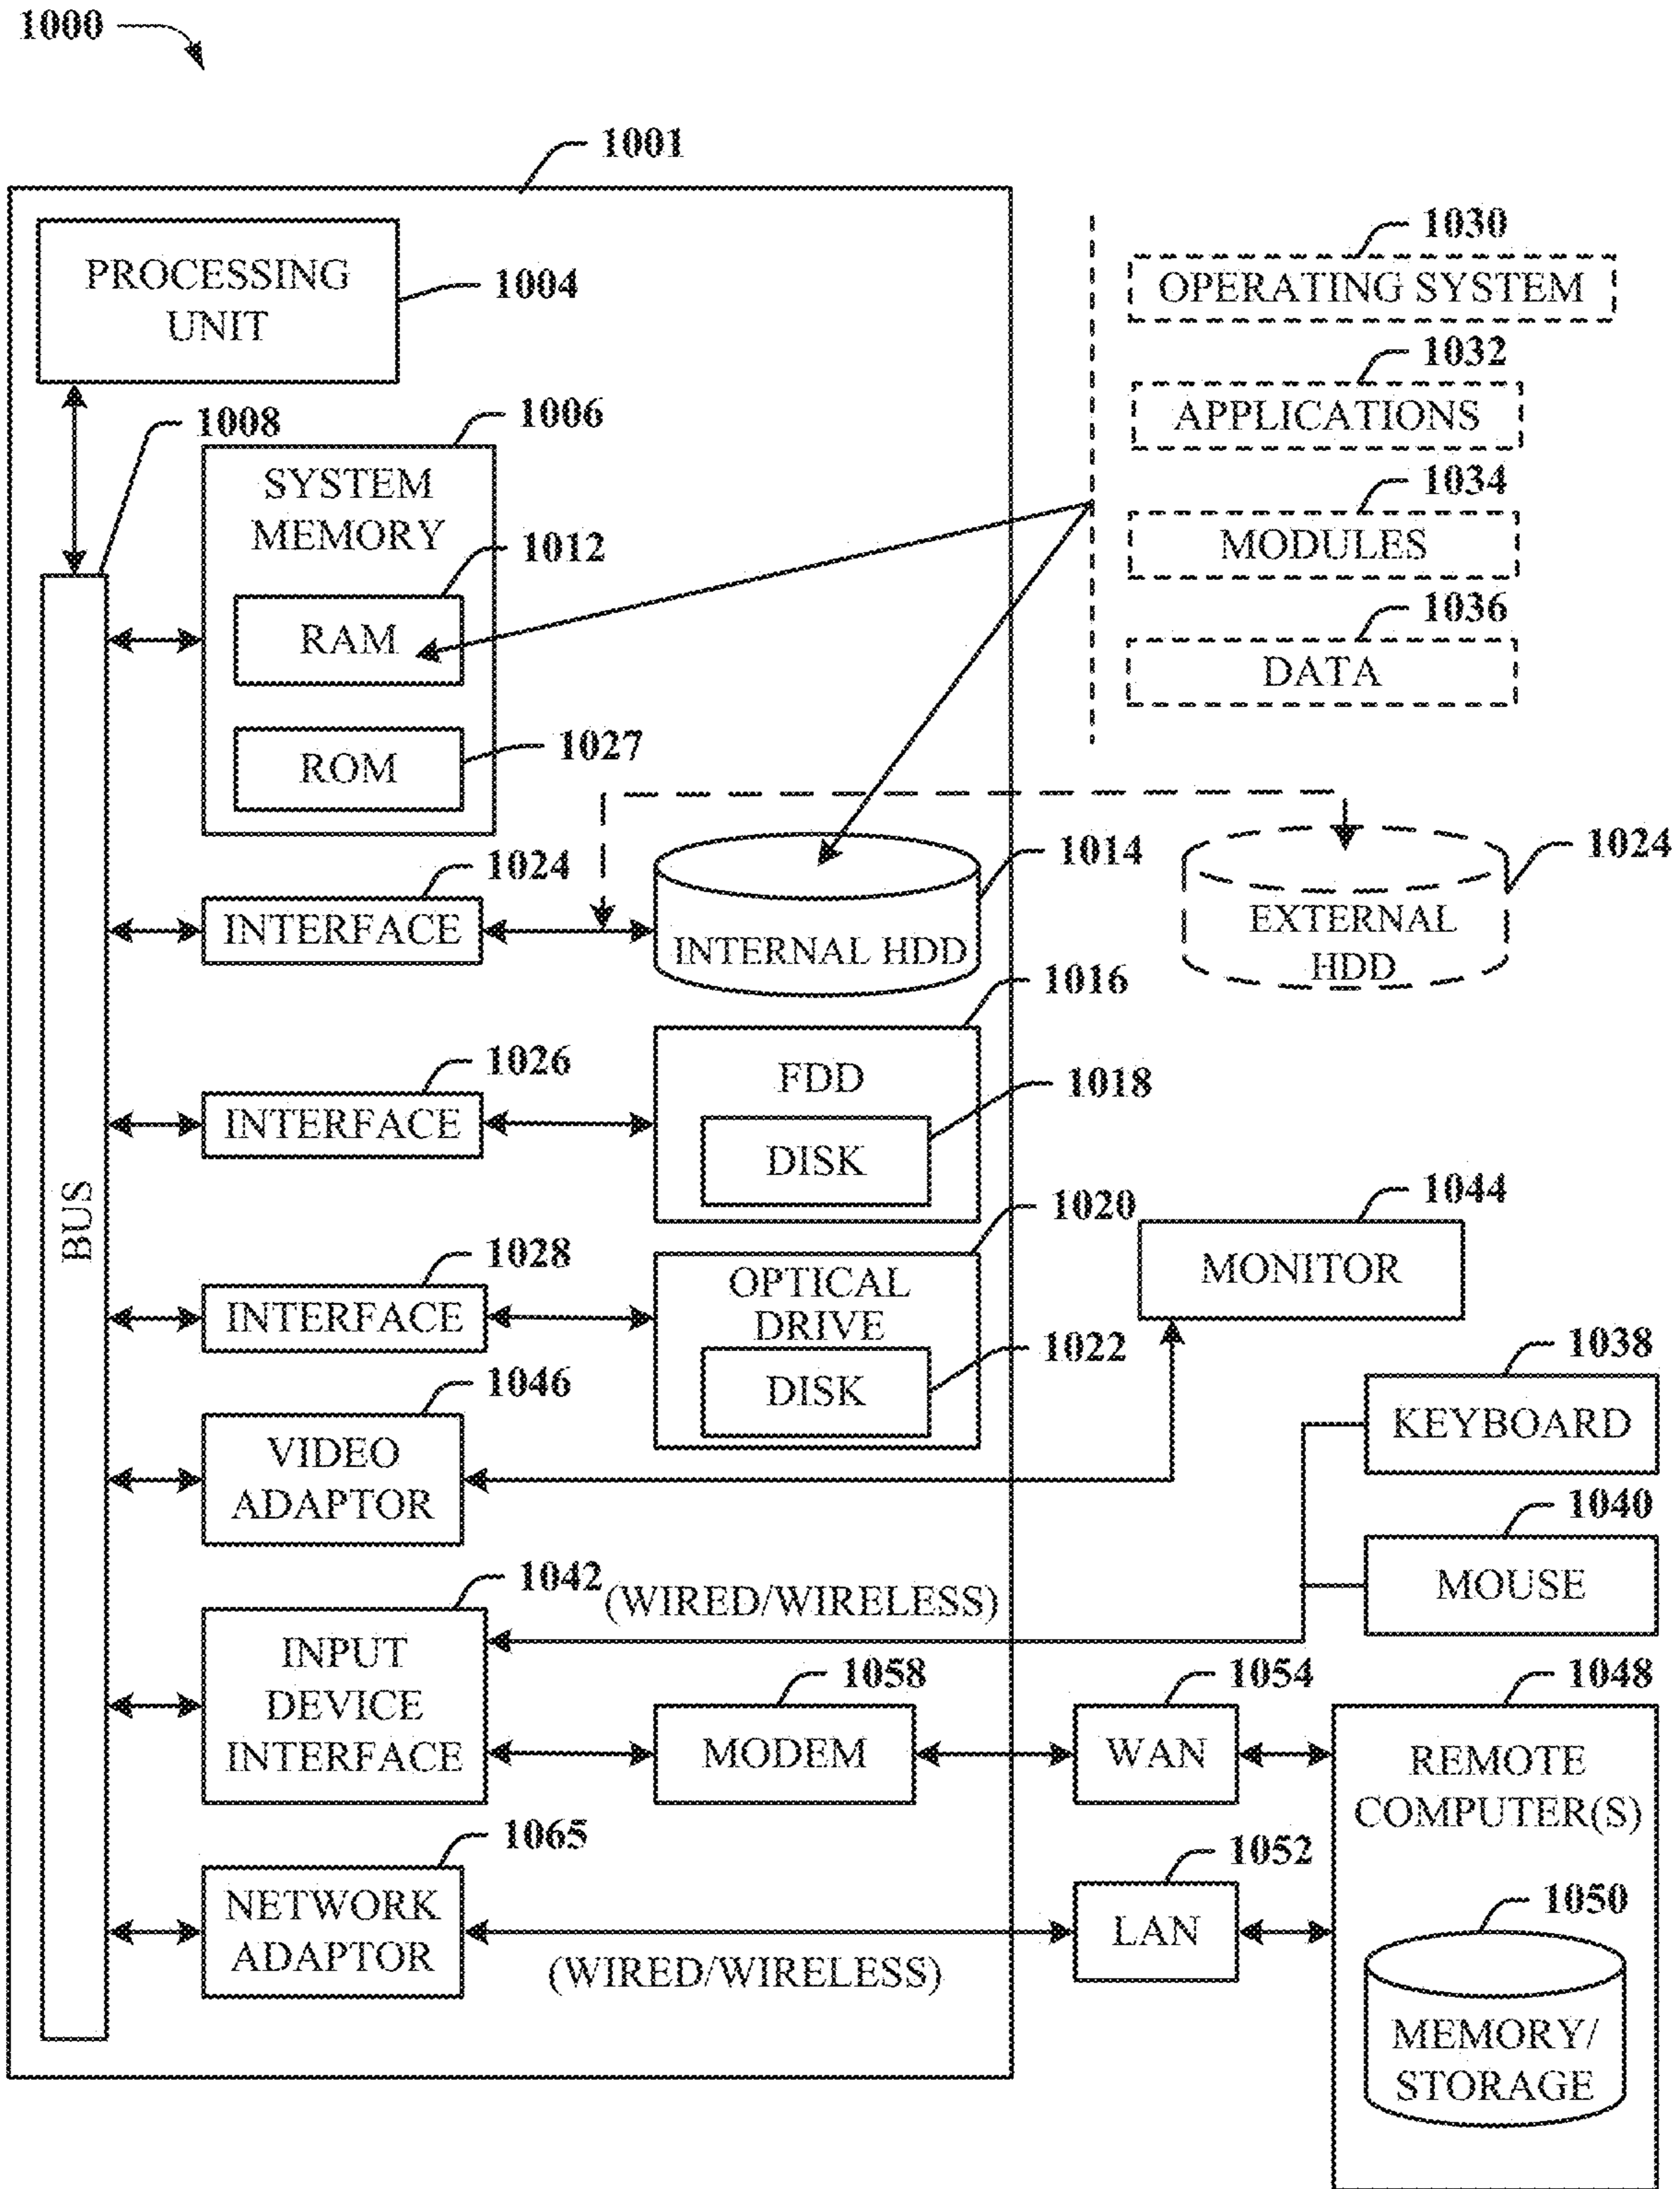 1000
1001
PROCESSING
UNIT
1004
1008
1006
SYSTEM
MEMORY
1012
RAM
ROM
1027
1030
OPERATING SYSTEM
1032
APPLICATIONS
1034
MODULES
1036
DATA
BUS
1024
INTERFACE
1014
INTERNAL HDD
1024
EXTERNAL
HDD
1026
INTERFACE
1016
FDD
1018
DISK
1028
INTERFACE
1020
OPTICAL
DRIVE
1022
DISK
1044
MONITOR
1046
VIDEO
ADAPTOR
1038
KEYBOARD
1040
MOUSE
1042
(WIRED/WIRELESS)
INPUT
DEVICE
INTERFACE
1058
MODEM
1054
WAN
1048
REMOTE
COMPUTER(S)
1065
NETWORK
ADAPTOR
(WIRED/WIRELESS)
1052
LAN
1050
MEMORY/
STORAGE